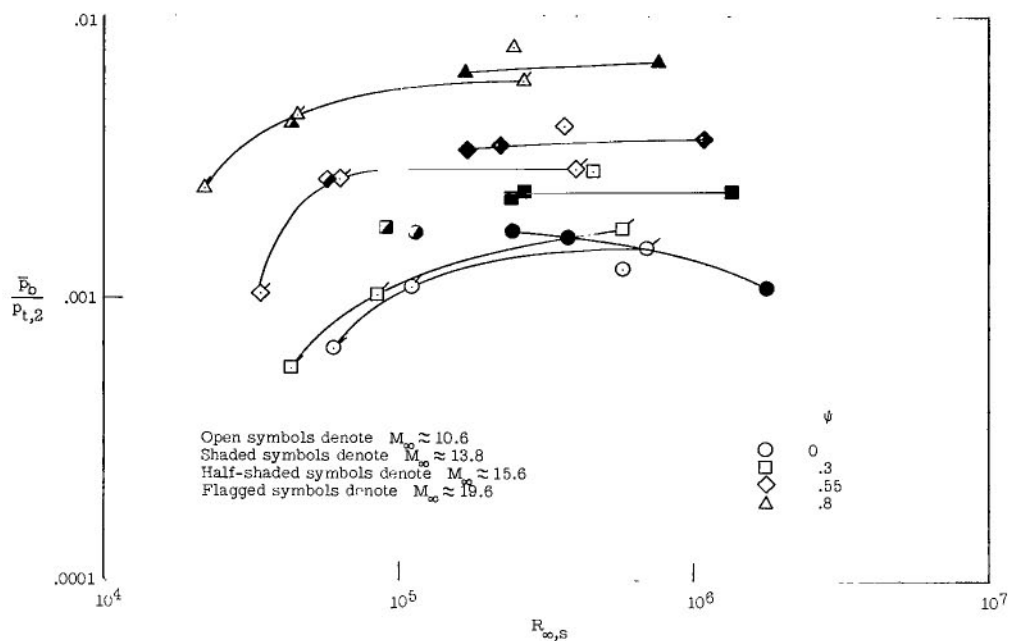 .01
p̄b
pt,2
.001
Open symbols denote M∞ ≈ 10.6
Shaded symbols denote M∞ ≈ 13.8
Half-shaded symbols denote M∞ ≈ 15.6
Flagged symbols denote M∞ ≈ 19.6
ψ
0
.3
.55
.8
.0001
10⁴
10⁵
10⁶
10⁷
R∞,s